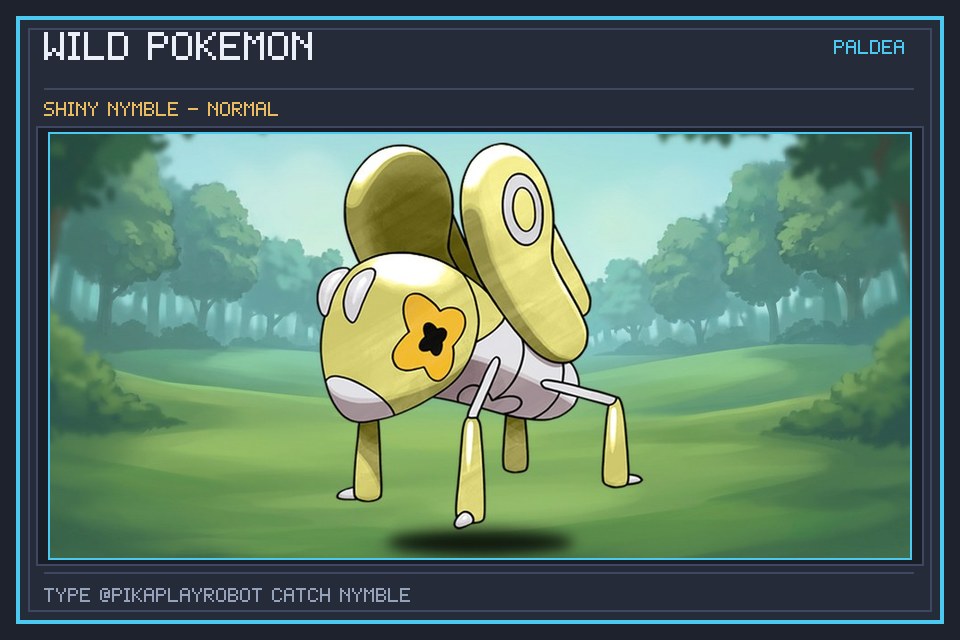 WILD POKEMON
PALDEA
SHINY NYMBLE - NORMAL
TYPE @PIKAPLAYROBOT CATCH NYMBLE